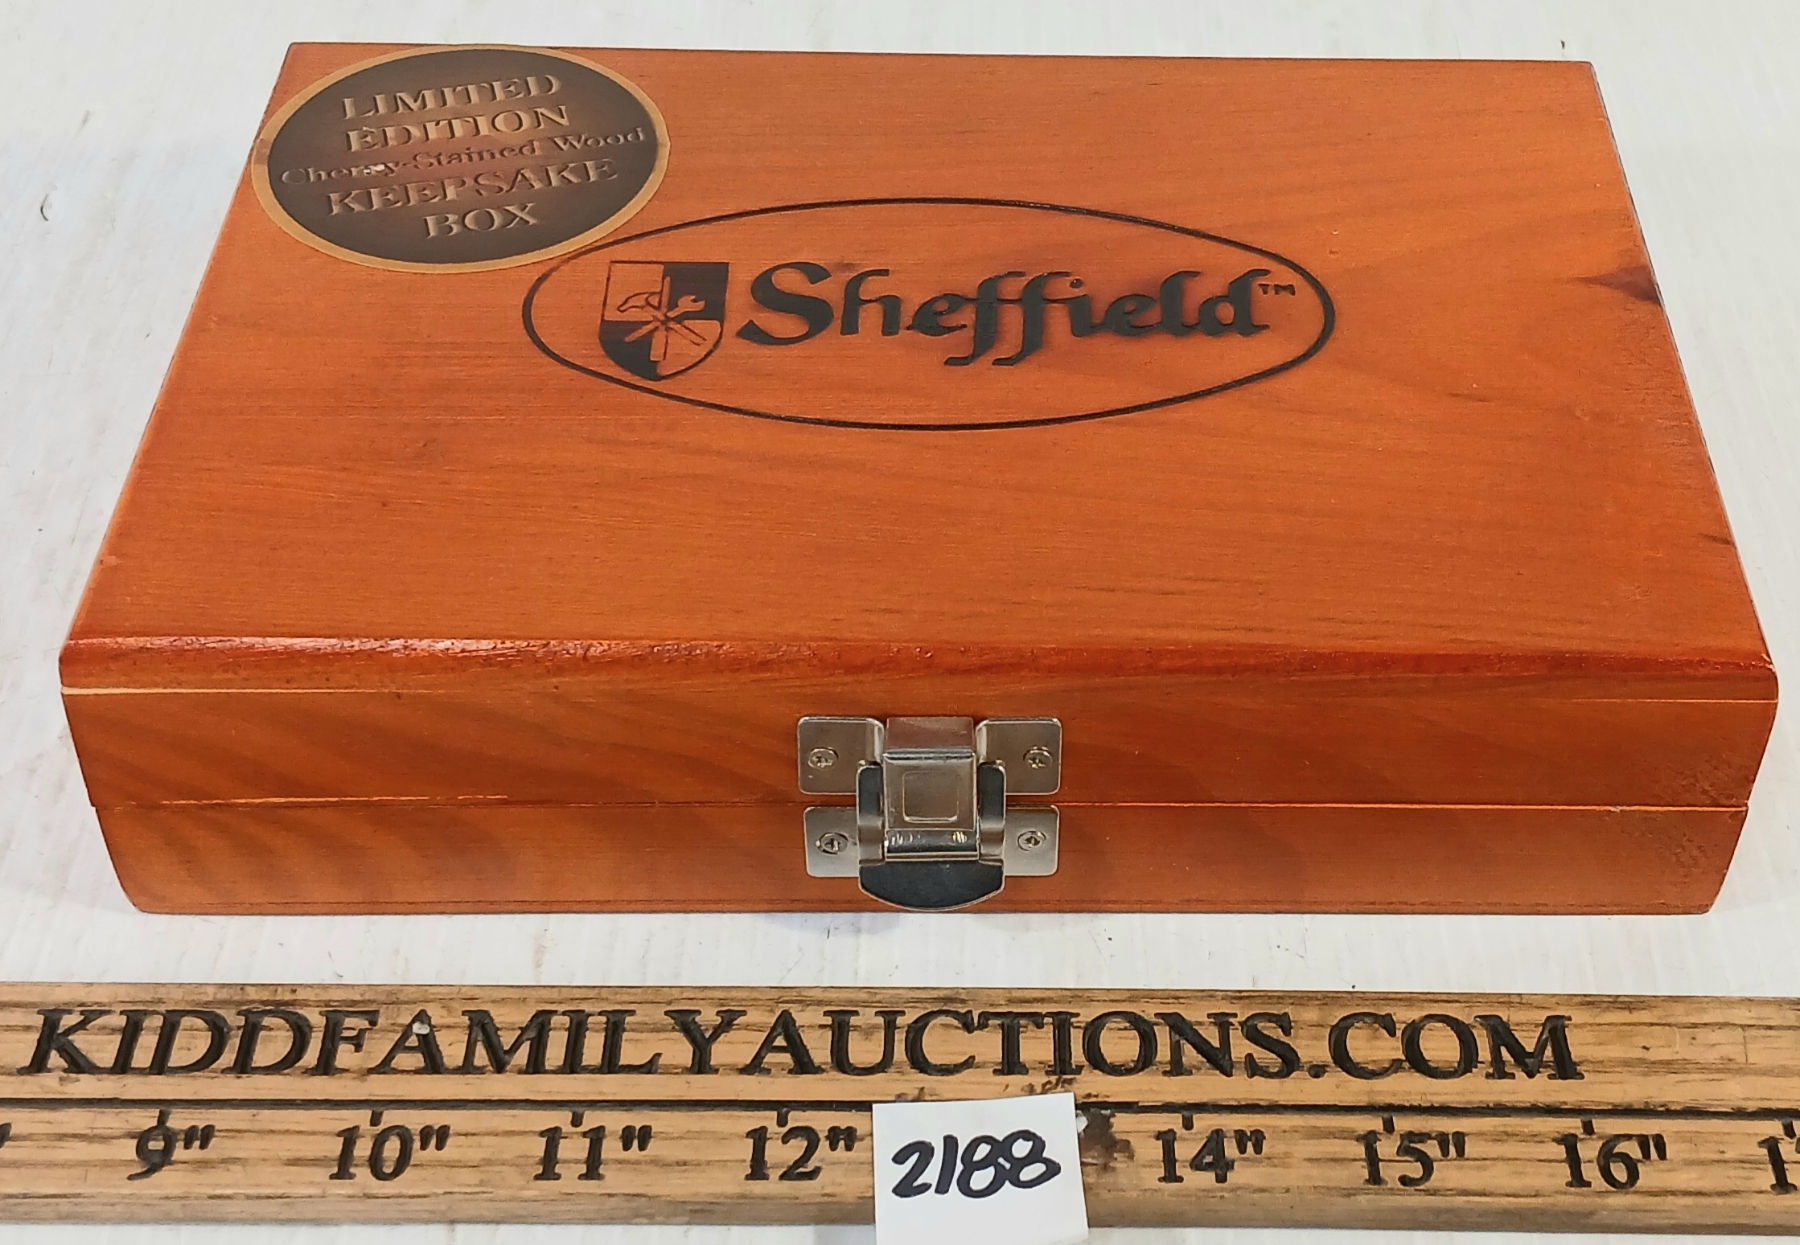 LIMITED
EDITION
Cherry-Stained Wood
KEEPSAKE
BOX
Sheffield™
KIDDFAMILYAUCTIONS.COM
9" 10" 11" 12" 14" 15" 16"
2188